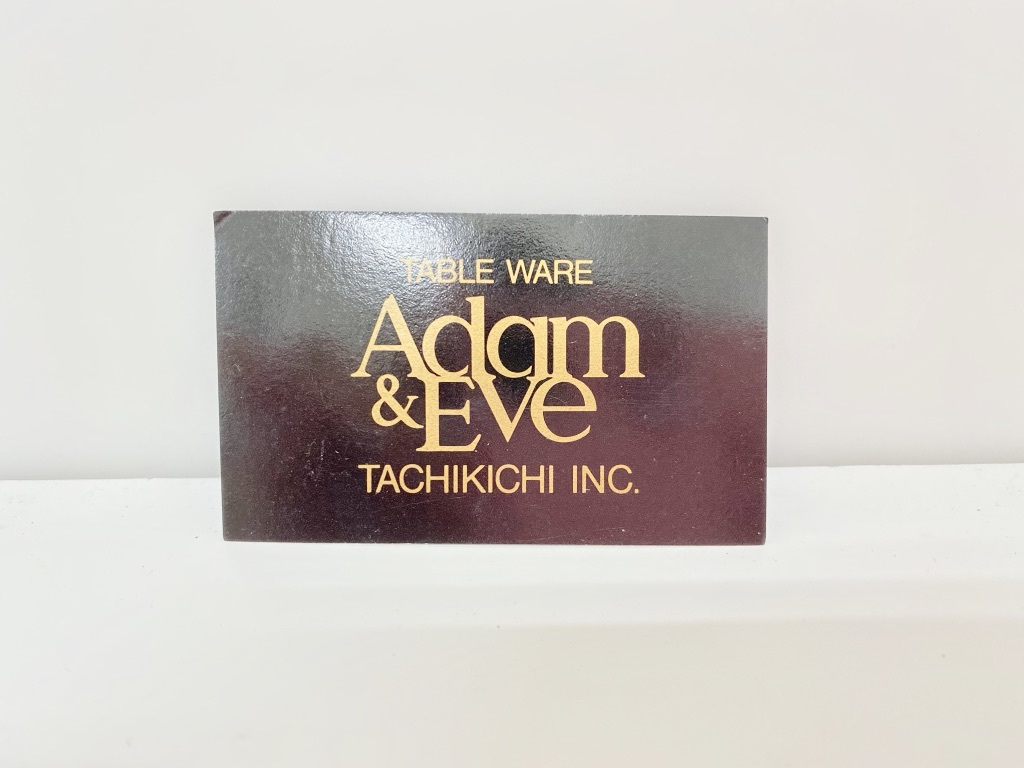 TABLE WARE
Adam
& Eve
TACHIKICHI INC.